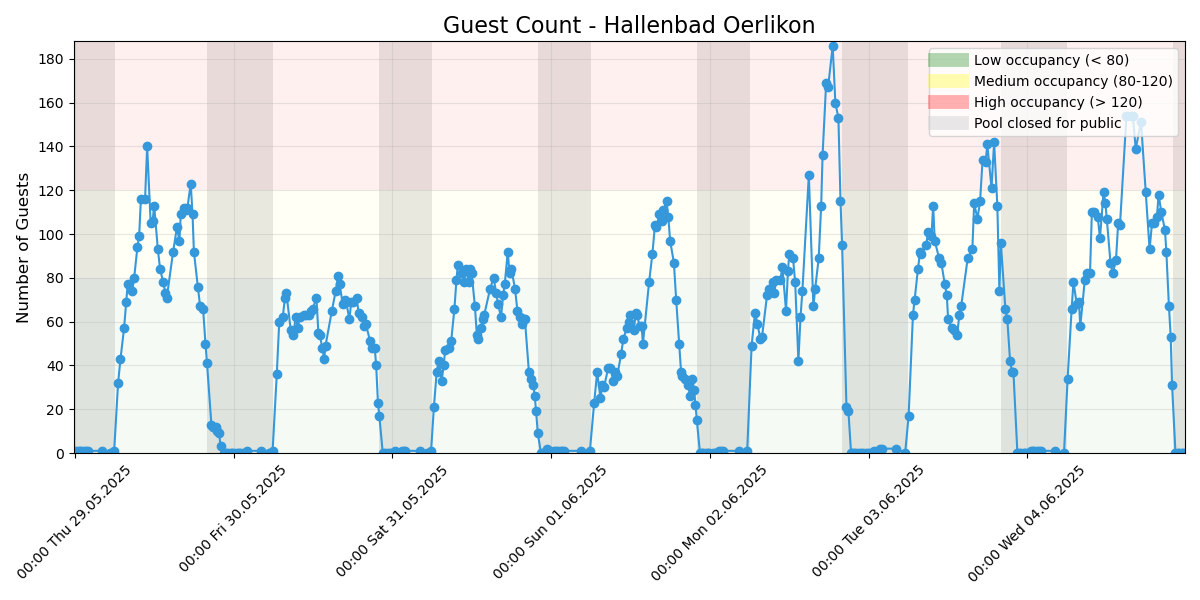 Guest Count - Hallenbad Oerlikon
Number of Guests
180
160
140
120
100
80
60
40
20
0
Low occupancy (< 80)
Medium occupancy (80-120)
High occupancy (> 120)
Pool closed for public
00:00 Thu 29.05.2025
00:00 Fri 30.05.2025
00:00 Sat 31.05.2025
00:00 Sun 01.06.2025
00:00 Mon 02.06.2025
00:00 Tue 03.06.2025
00:00 Wed 04.06.2025